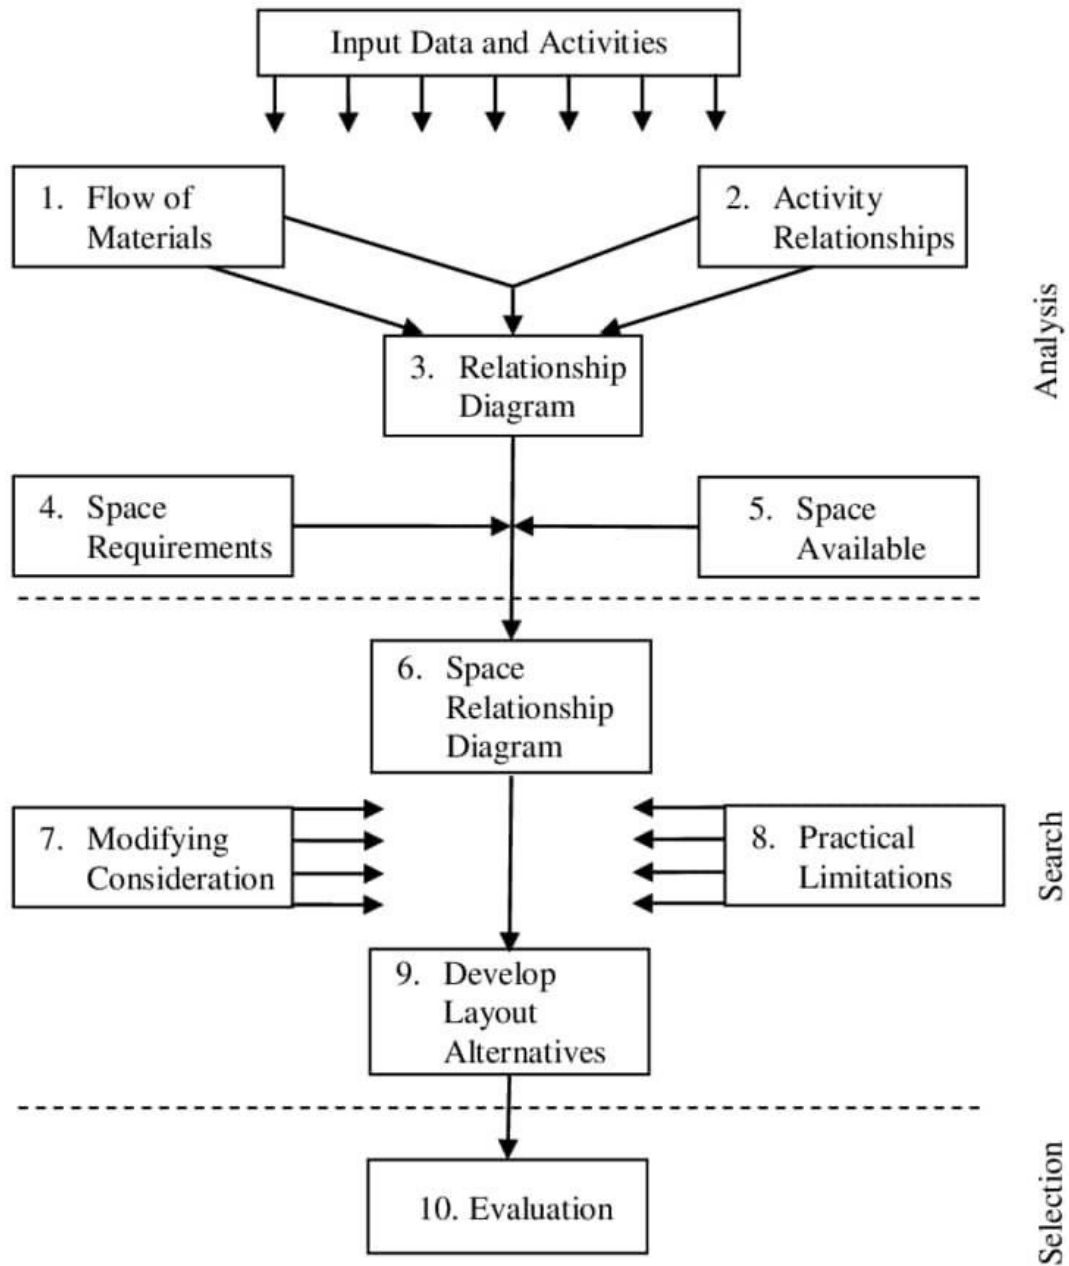 Input Data and Activities
1. Flow of
Materials
2. Activity
Relationships
3. Relationship
Diagram
Analysis
4. Space
Requirements
5. Space
Available
6. Space
Relationship
Diagram
7. Modifying
Consideration
8. Practical
Limitations
Search
9. Develop
Layout
Alternatives
10. Evaluation
Selection